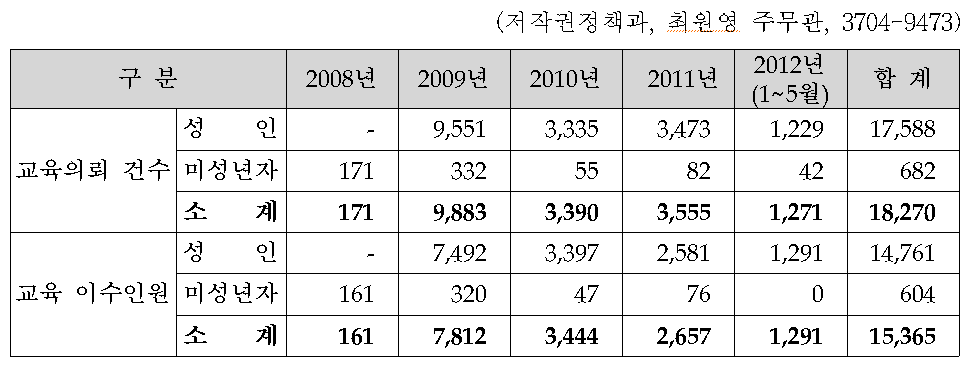 (저작권정책과, 최원영 주무관, 3704-9473)
구 분 2008년 2009년 2010년 2011년 2012년 (1~5월) 합 계
교육의뢰 건수 성 인 - 9,551 3,335 3,473 1,229 17,588
미성년자 171 332 55 82 42 682
소 계 171 9,883 3,390 3,555 1,271 18,270
교육 이수인원 성 인 - 7,492 3,397 2,581 1,291 14,761
미성년자 161 320 47 76 0 604
소 계 161 7,812 3,444 2,657 1,291 15,365